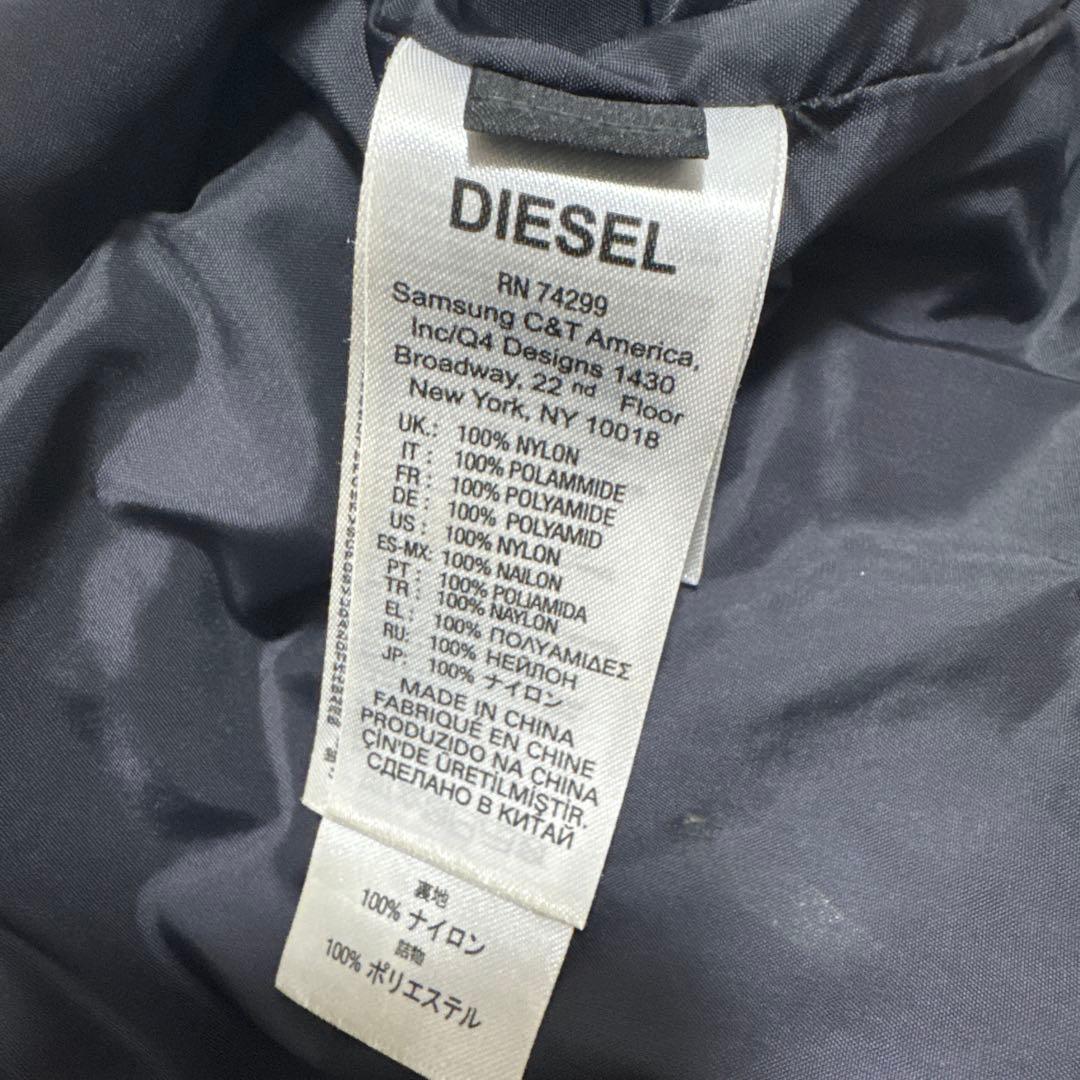 DIESEL
RN 74299
Samsung C&T America,
Inc/Q4 Designs 1430
Broadway, 22 nd Floor
New York, NY 10018
UK.: 100% NYLON
IT : 100% POLAMMIDE
FR : 100% POLYAMIDE
DE : 100% POLYAMID
US : 100% NYLON
ES-MX: 100% NAILON
PT : 100% POLIAMIDA
TR : 100% NAYLON
EL: 100% ΠΟΛΥΑΜΙΔΕΣ
RU: 100% НЕЙЛОН
JP: 100% ナイロン
MADE IN CHINA
FABRIQUÉ EN CHINE
PRODUZIDO NA CHINA
ÇİN'DE ÜRETİLMİŞTİR.
СДЕЛАНО В КИТАЙ
裏地
100% ナイロン
詰物
100% ポリエステル